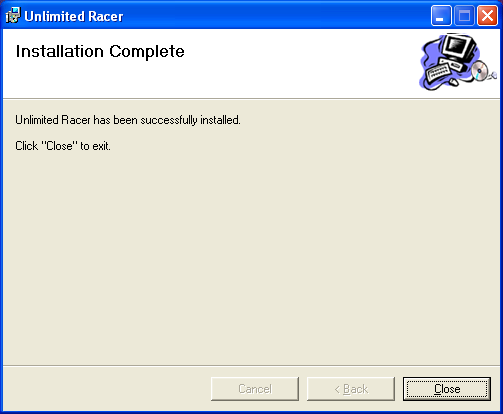 Unlimited Racer
Installation Complete
Unlimited Racer has been successfully installed.
Click "Close" to exit.
Cancel
< Back
Close